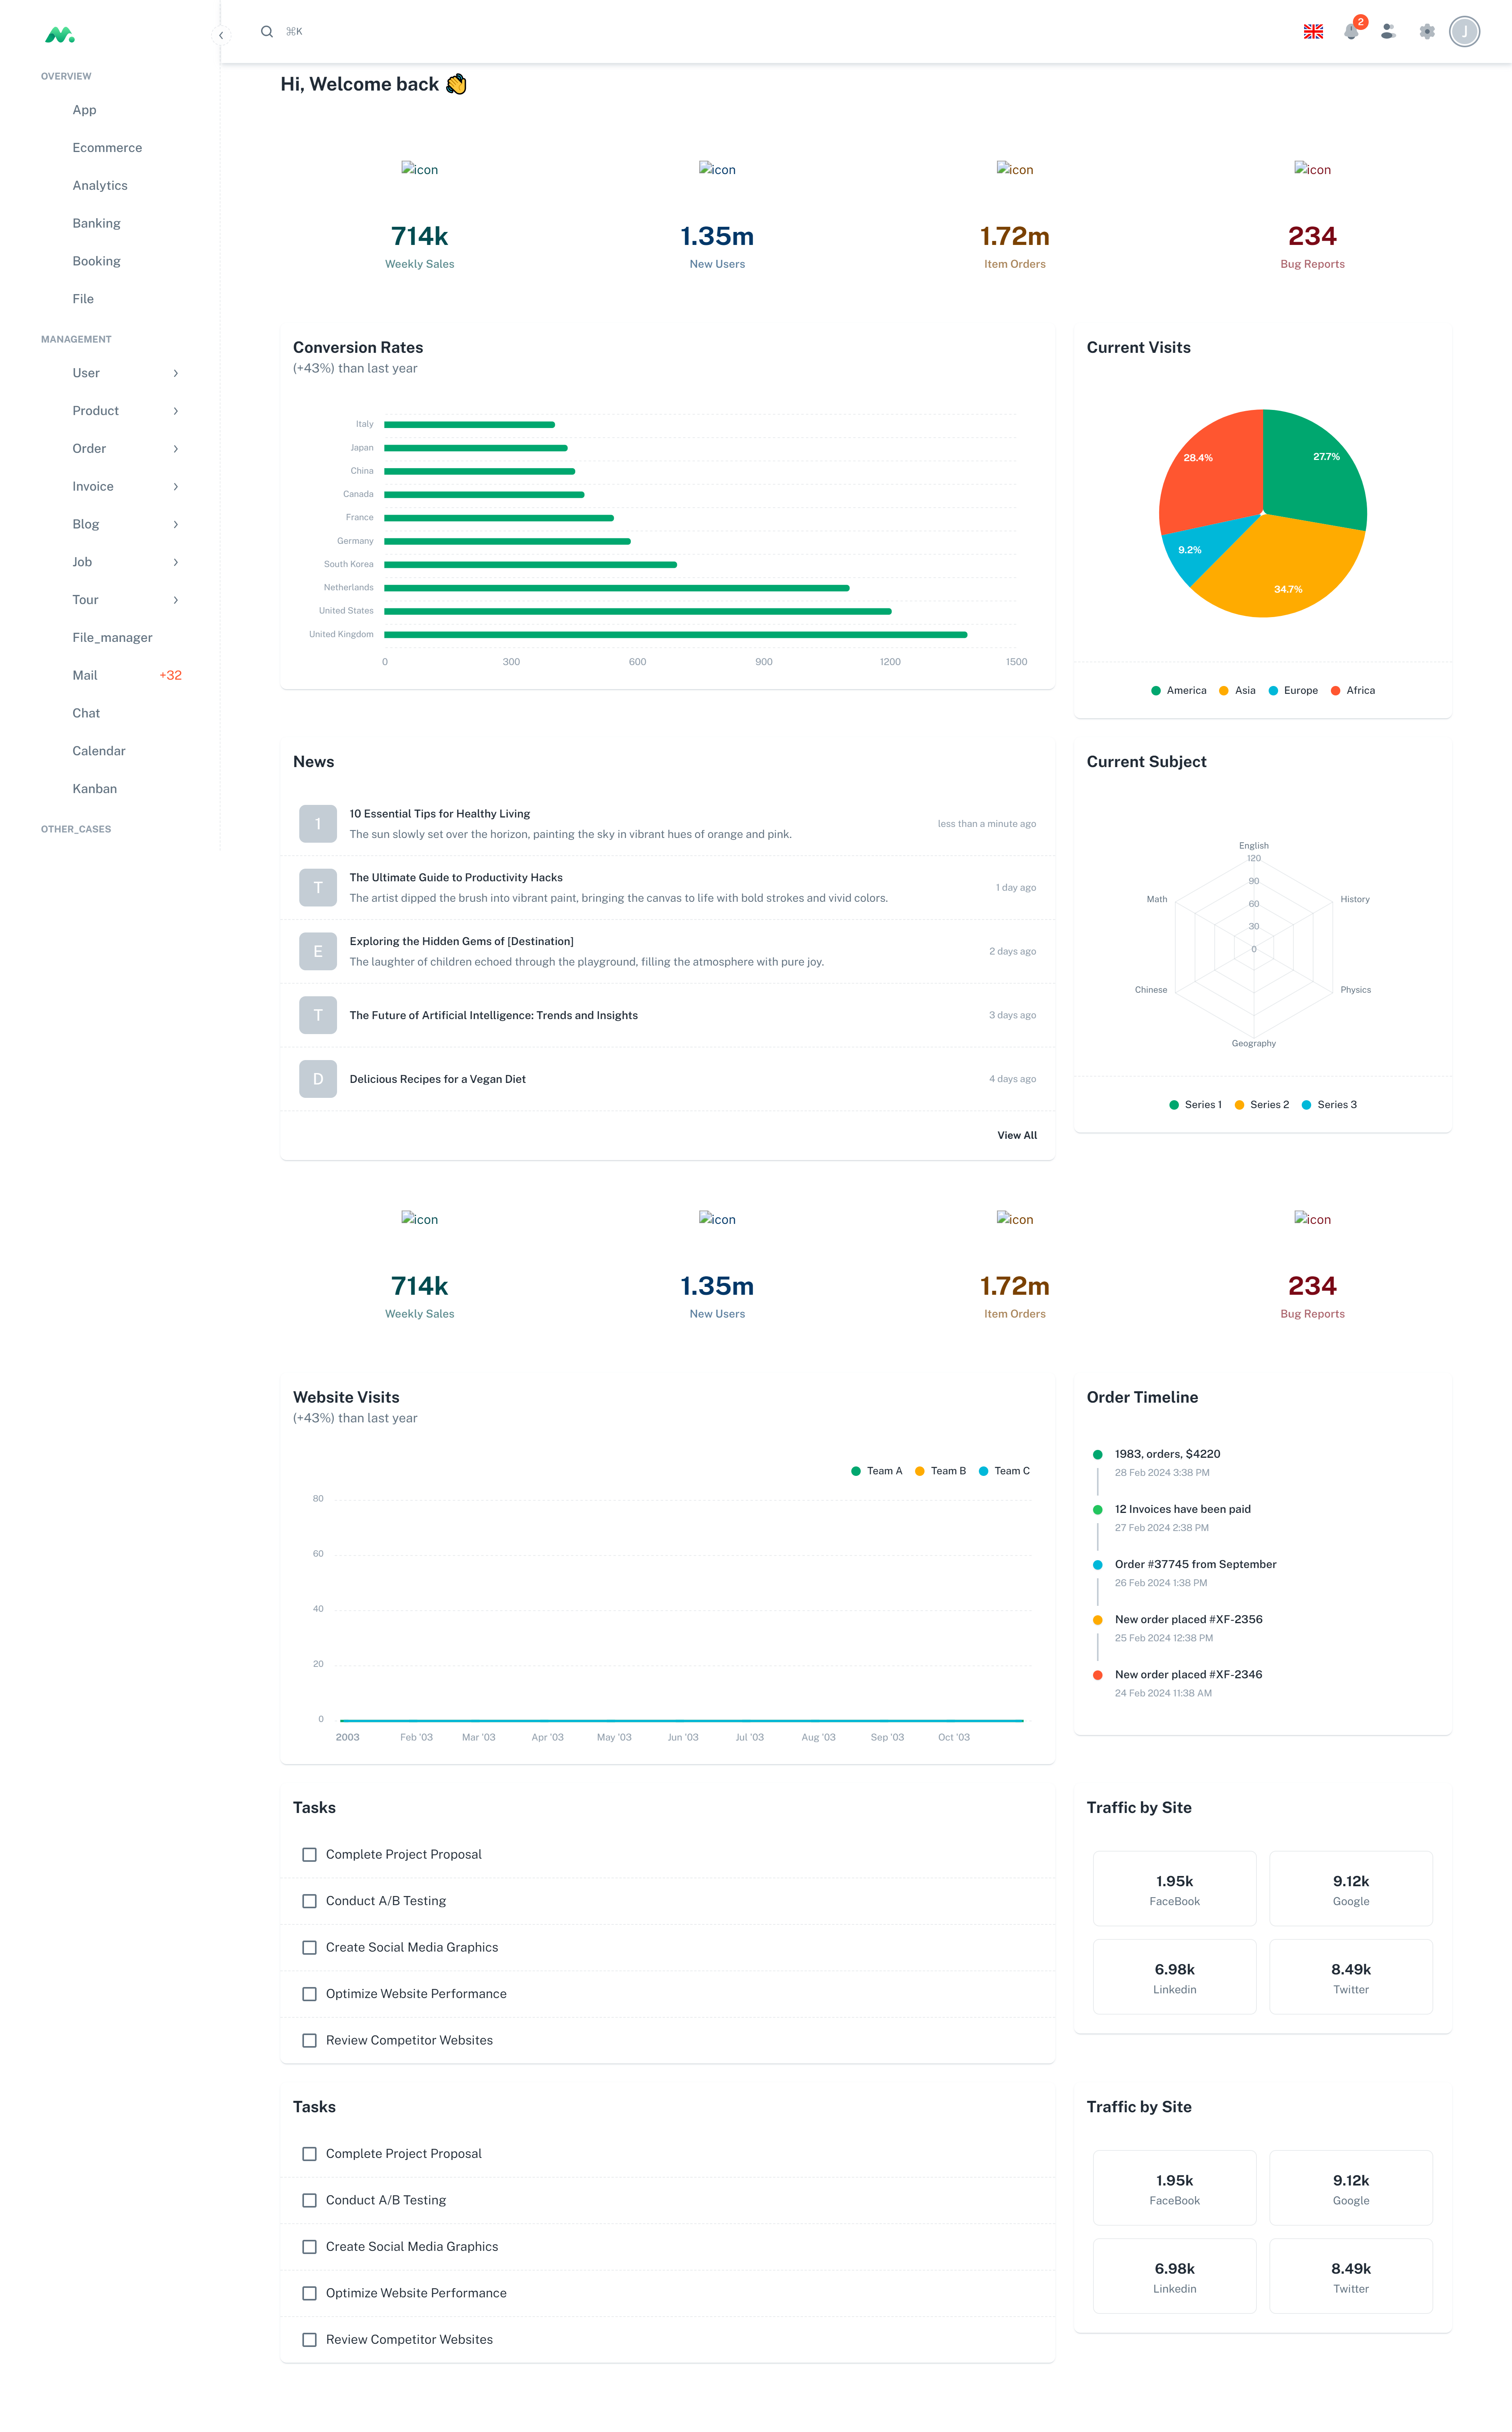 ⌘K
2
J
OVERVIEW
App
Ecommerce
Analytics
Banking
Booking
File
MANAGEMENT
User
Product
Order
Invoice
Blog
Job
Tour
File_manager
Mail +32
Chat
Calendar
Kanban
OTHER_CASES
Hi, Welcome back 👋
icon
714k
Weekly Sales
icon
1.35m
New Users
icon
1.72m
Item Orders
icon
234
Bug Reports
Conversion Rates
(+43%) than last year
Italy
Japan
China
Canada
France
Germany
South Korea
Netherlands
United States
United Kingdom
0 300 600 900 1200 1500
Current Visits
28.4% 27.7%
9.2%
34.7%
America Asia Europe Africa
News
1
10 Essential Tips for Healthy Living
The sun slowly set over the horizon, painting the sky in vibrant hues of orange and pink.
less than a minute ago
T
The Ultimate Guide to Productivity Hacks
The artist dipped the brush into vibrant paint, bringing the canvas to life with bold strokes and vivid colors.
1 day ago
E
Exploring the Hidden Gems of [Destination]
The laughter of children echoed through the playground, filling the atmosphere with pure joy.
2 days ago
T
The Future of Artificial Intelligence: Trends and Insights
3 days ago
D
Delicious Recipes for a Vegan Diet
4 days ago
View All
Current Subject
English
120
90
Math History
60
30
0
Chinese Physics
Geography
Series 1 Series 2 Series 3
icon
714k
Weekly Sales
icon
1.35m
New Users
icon
1.72m
Item Orders
icon
234
Bug Reports
Website Visits
(+43%) than last year
Team A Team B Team C
80
60
40
20
0
2003 Feb '03 Mar '03 Apr '03 May '03 Jun '03 Jul '03 Aug '03 Sep '03 Oct '03
Order Timeline
1983, orders, $4220
28 Feb 2024 3:38 PM
12 Invoices have been paid
27 Feb 2024 2:38 PM
Order #37745 from September
26 Feb 2024 1:38 PM
New order placed #XF-2356
25 Feb 2024 12:38 PM
New order placed #XF-2346
24 Feb 2024 11:38 AM
Tasks
Complete Project Proposal
Conduct A/B Testing
Create Social Media Graphics
Optimize Website Performance
Review Competitor Websites
Traffic by Site
1.95k
FaceBook
9.12k
Google
6.98k
Linkedin
8.49k
Twitter
Tasks
Complete Project Proposal
Conduct A/B Testing
Create Social Media Graphics
Optimize Website Performance
Review Competitor Websites
Traffic by Site
1.95k
FaceBook
9.12k
Google
6.98k
Linkedin
8.49k
Twitter